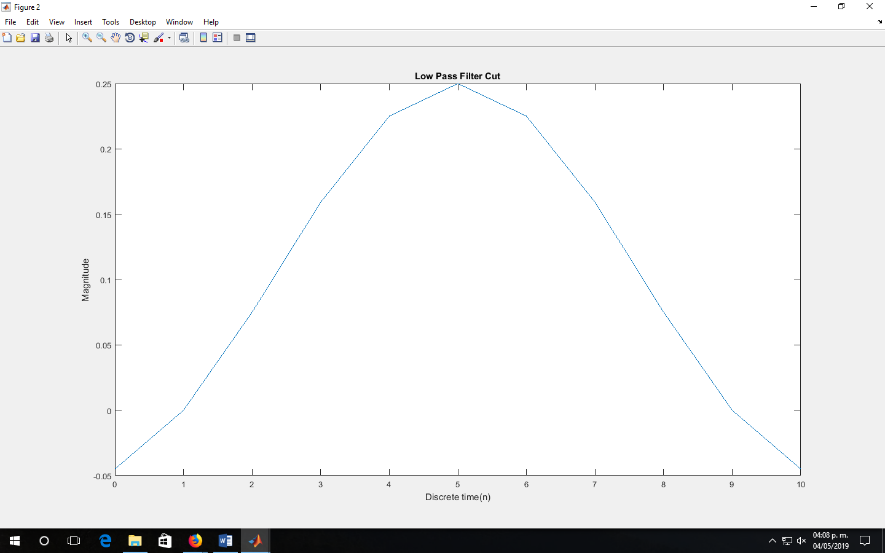 Figure 2
File Edit View Insert Tools Desktop Window Help
Low Pass Filter Cut
0.25
0.2
0.15
0.1
0.05
0
-0.05
Magnitude
0 1 2 3 4 5 6 7 8 9 10
Discrete time(n)
04:08 p. m.
04/05/2019